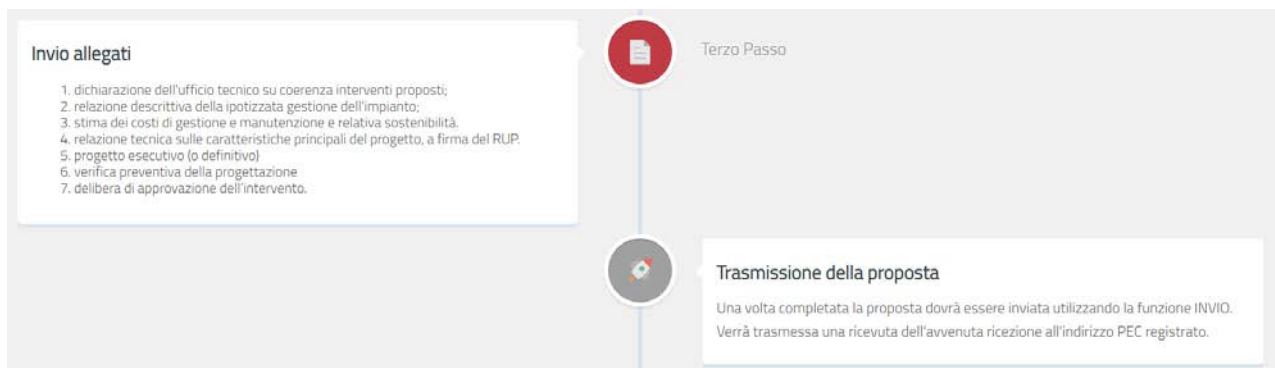 Invio allegati
Terzo Passo
1. dichiarazione dell'ufficio tecnico su coerenza interventi proposti;
2. relazione descrittiva della ipotizzata gestione dell'impianto;
3. stima dei costi di gestione e manutenzione e relativa sostenibilità.
4. relazione tecnica sulle caratteristiche principali del progetto, a firma del RUP.
5. progetto esecutivo (o definitivo)
6. verifica preventiva della progettazione
7. delibera di approvazione dell'intervento.
Trasmissione della proposta
Una volta completata la proposta dovrà essere inviata utilizzando la funzione INVIO.
Verrà trasmessa una ricevuta dell'avvenuta ricezione all'indirizzo PEC registrato.